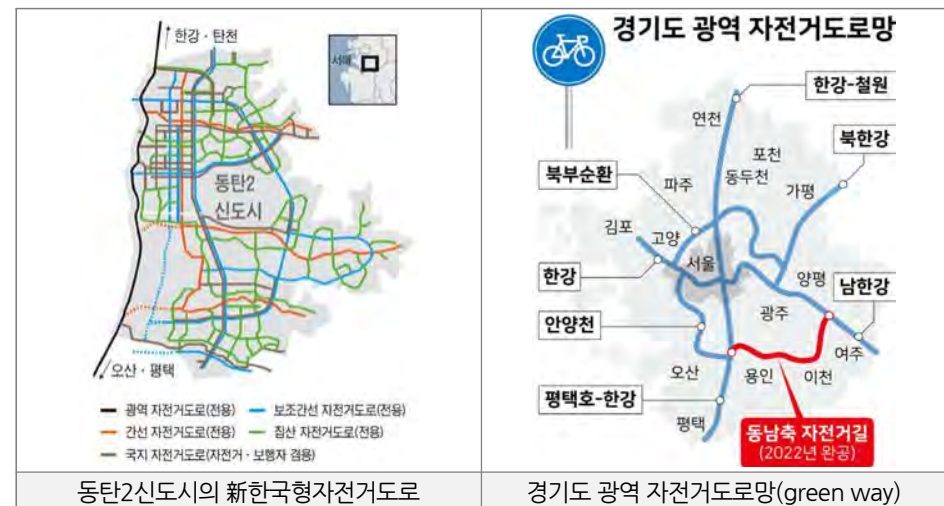 한강 · 탄천
서해
동탄2
신도시
오산 · 평택
광역 자전거도로(전용)
보조간선 자전거도로(전용)
간선 자전거도로(전용)
집산 자전거도로(전용)
국지 자전거도로(자전거 · 보행자 겸용)
동탄2신도시의 新한국형자전거도로
경기도 광역 자전거도로망
한강-철원
연천
북한강
포천
북부순환
동두천
파주
가평
김포
고양
서울
한강
양평
남한강
광주
안양천
여주
오산
용인
이천
평택호-한강
평택
동남축 자전거길
(2022년 완공)
경기도 광역 자전거도로망(green way)